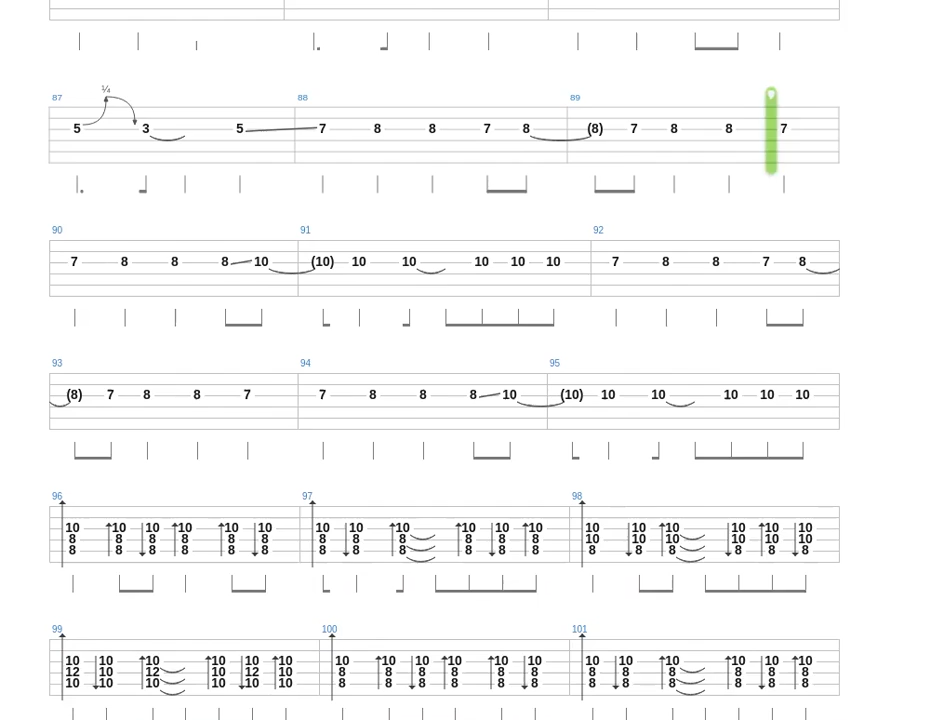 ¼
87 88 89
5 3 5 7 8 8 7 8 (8) 7 8 8 7
90 91 92
7 8 8 8 10 (10) 10 10 10 10 10 7 8 8 7 8
93 94 95
(8) 7 8 8 7 7 8 8 8 10 (10) 10 10 10 10 10
96 97 98
10 10 10 10 10 10 10 10 10 10 10 10 10 10 10 10 10 10
8 8 8 8 8 8 8 8 8 8 8 8 10 10 10 10 10 10
8 8 8 8 8 8 8 8 8 8 8 8 8 8 8 8 8 8
99 100 101
10 10 10 10 10 10 10 10 10 10 10 10 10 10 10 10 10 10
12 10 12 10 12 10 8 8 8 8 8 8 8 8 8 8 8 8
10 10 10 10 10 10 8 8 8 8 8 8 8 8 8 8 8 8